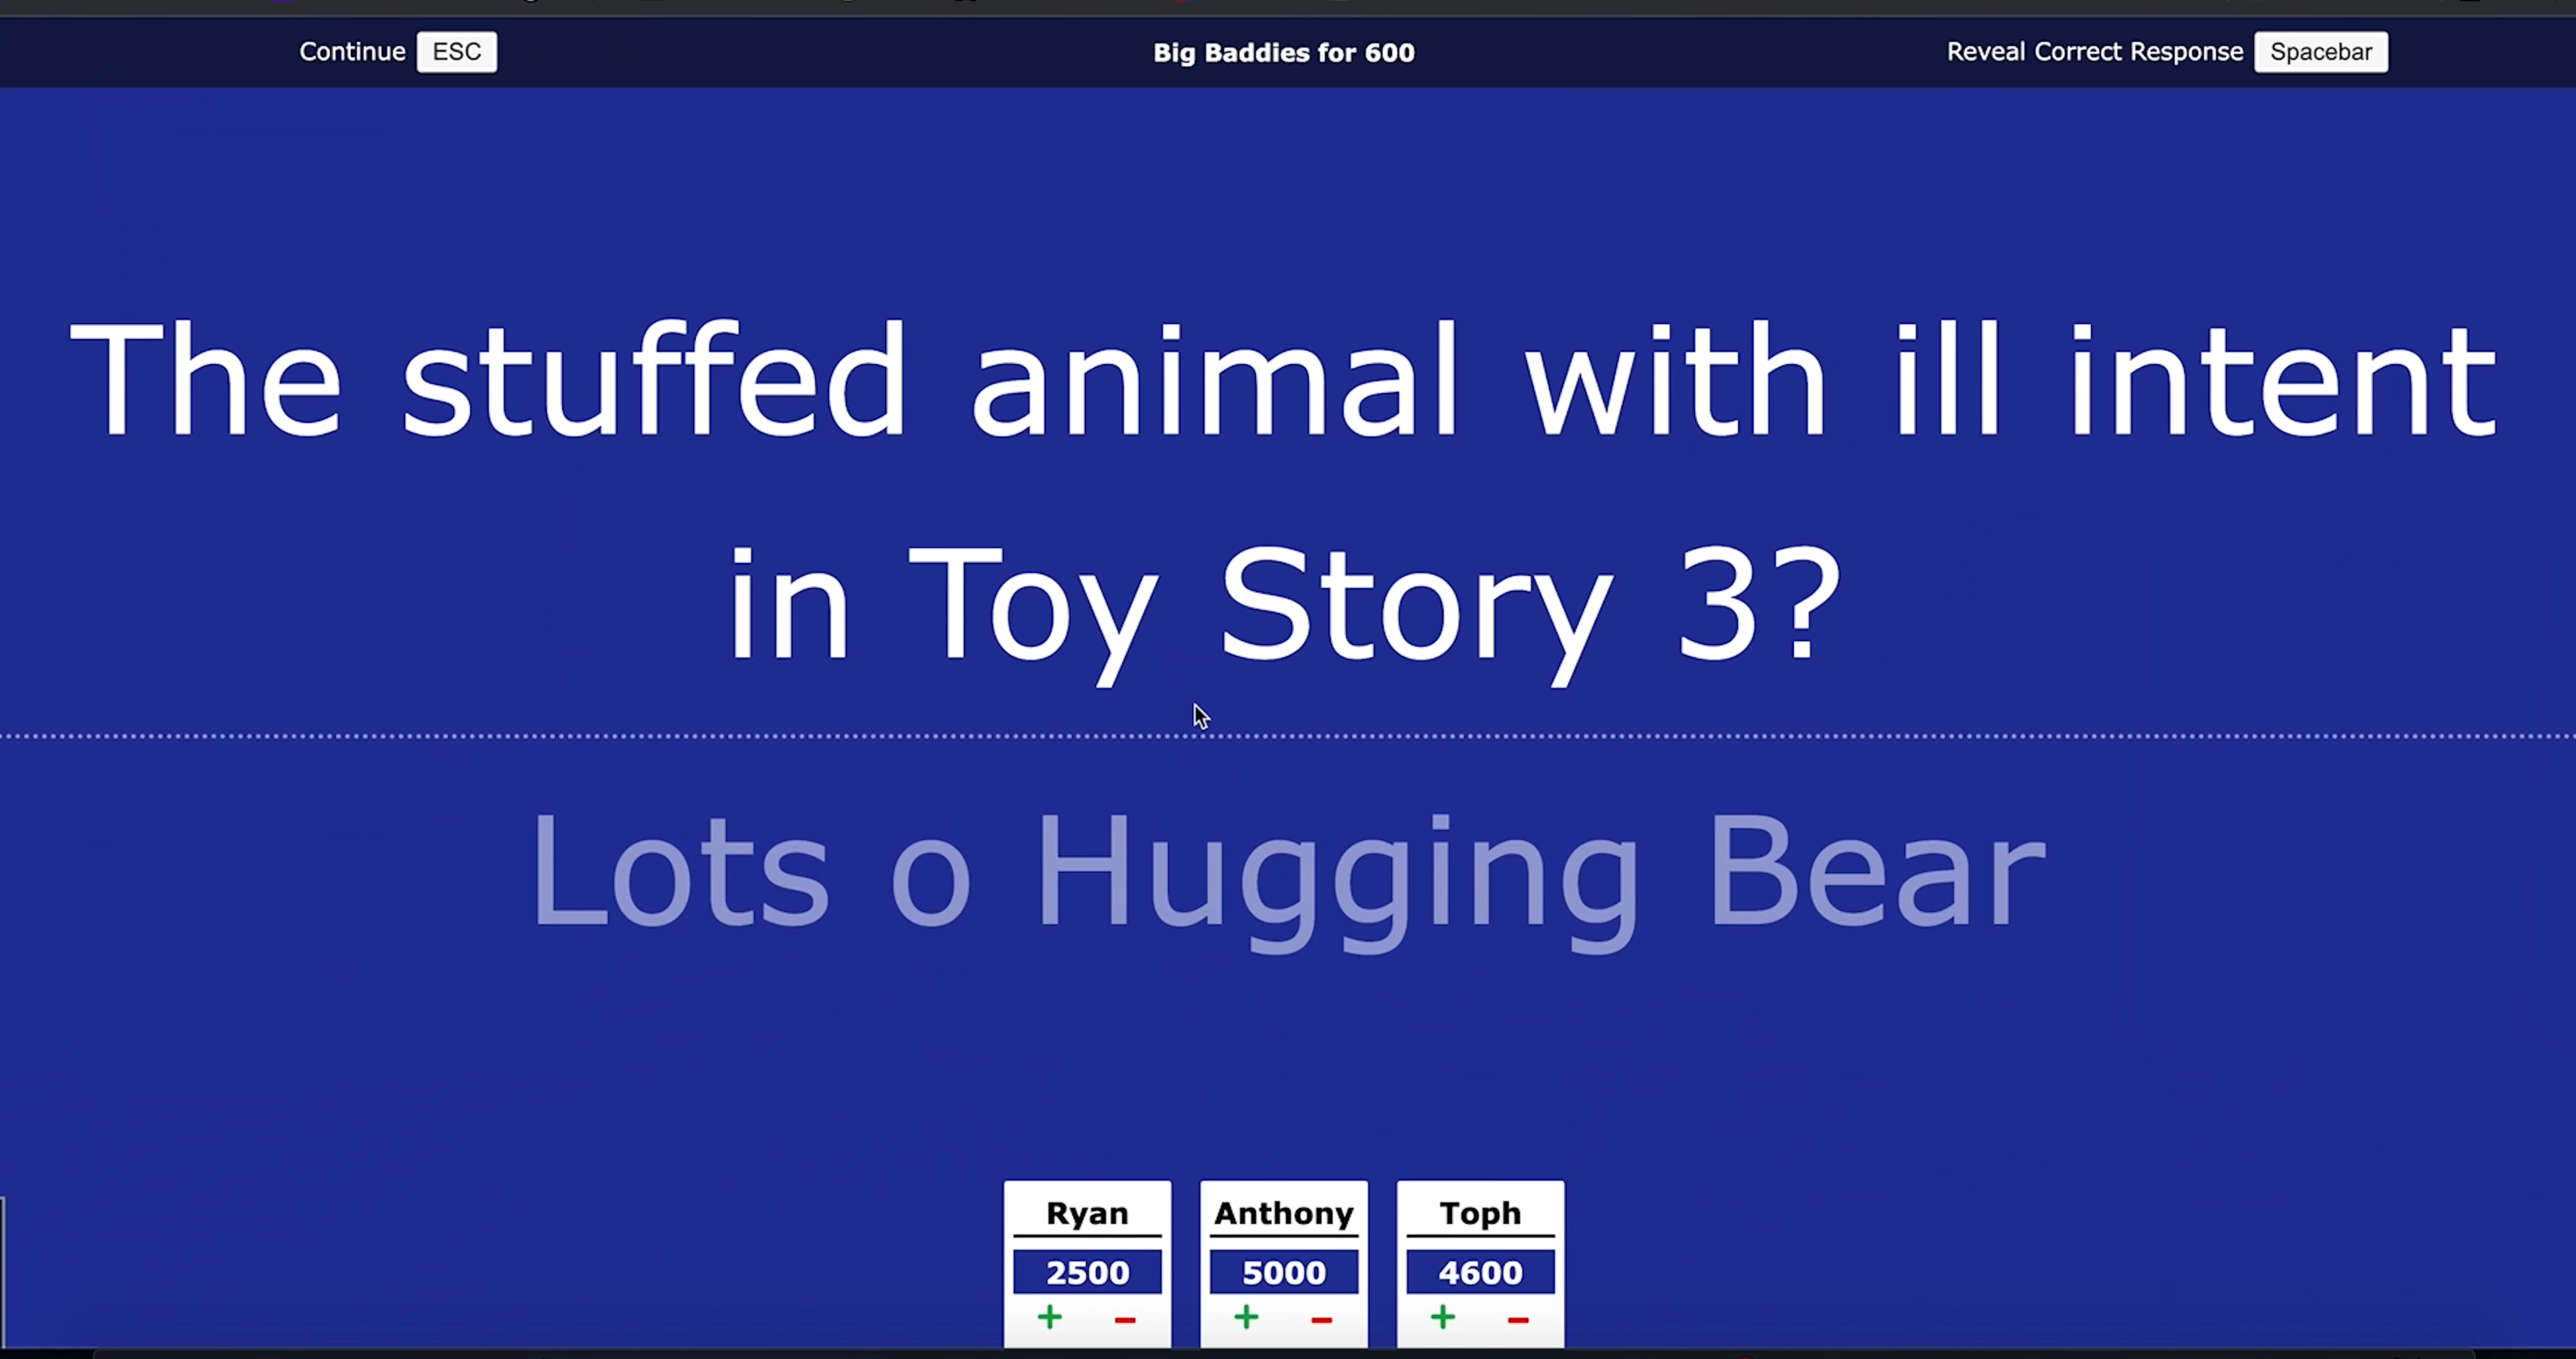 Continue ESC Big Baddies for 600 Reveal Correct Response Spacebar
The stuffed animal with ill intent
in Toy Story 3?
Lots o Hugging Bear
Ryan Anthony Toph
2500 5000 4600
+ − + − + −